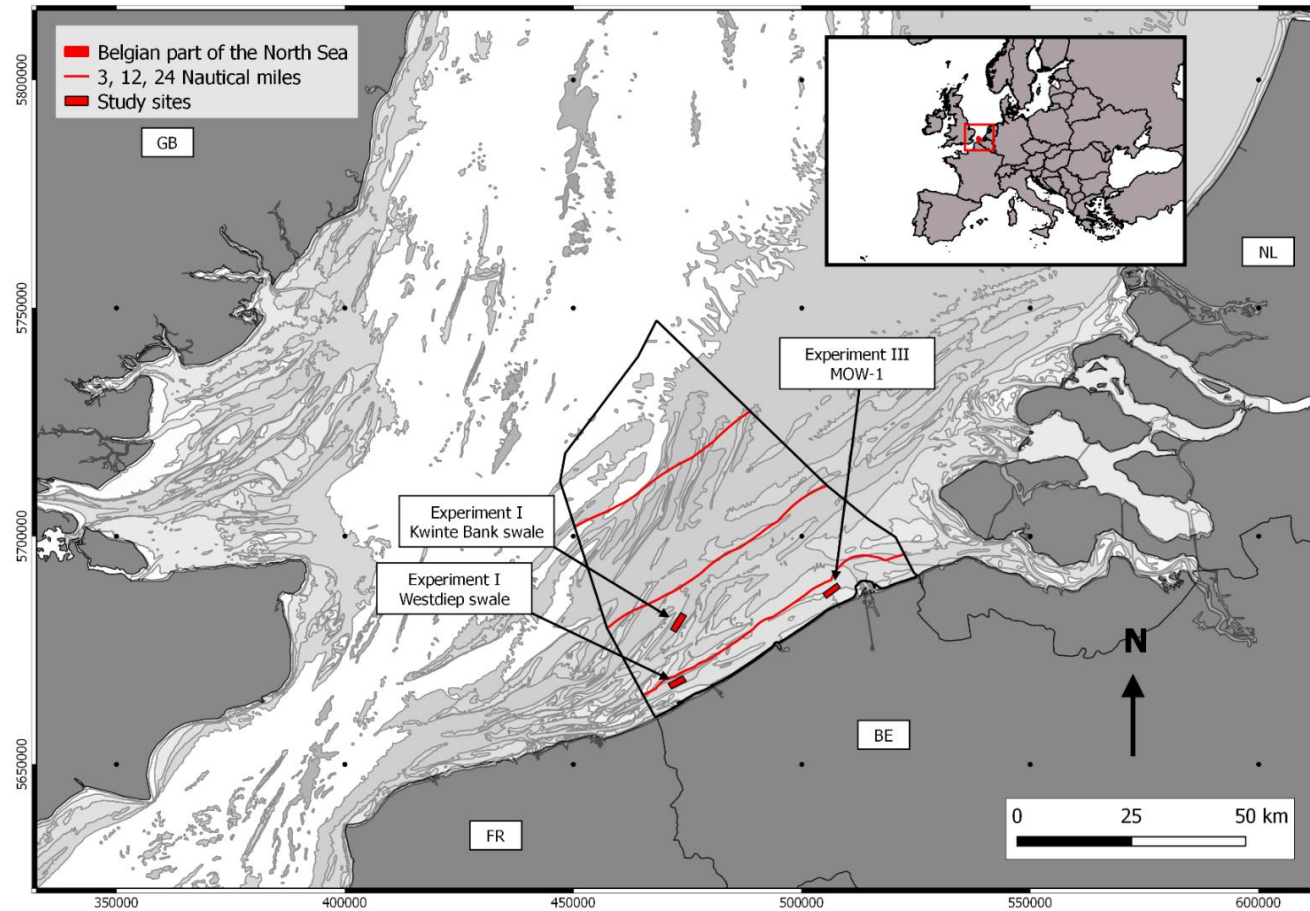 Belgian part of the North Sea
3, 12, 24 Nautical miles
Study sites
GB
NL
Experiment III
MOW-1
Experiment I
Kwinte Bank swale
Experiment I
Westdiep swale
N
BE
FR
0 25 50 km
5800000
5750000
5700000
5650000
350000 400000 450000 500000 550000 600000